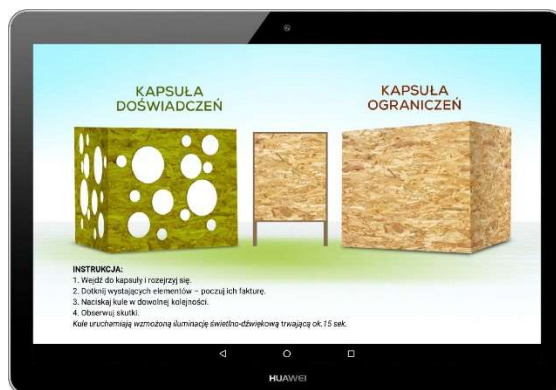 KAPSUŁA
DOŚWIADCZEŃ
KAPSUŁA
OGRANICZEŃ
INSTRUKCJA:
1. Wejdź do kapsuły i rozejrzyj się.
2. Dotknij wystających elementów – poczuj ich fakturę.
3. Naciskaj kule w dowolnej kolejności.
4. Obserwuj skutki.
Kule uruchamiają wzmożoną iluminację świetlno-dźwiękową trwającą ok.15 sek.
HUAWEI